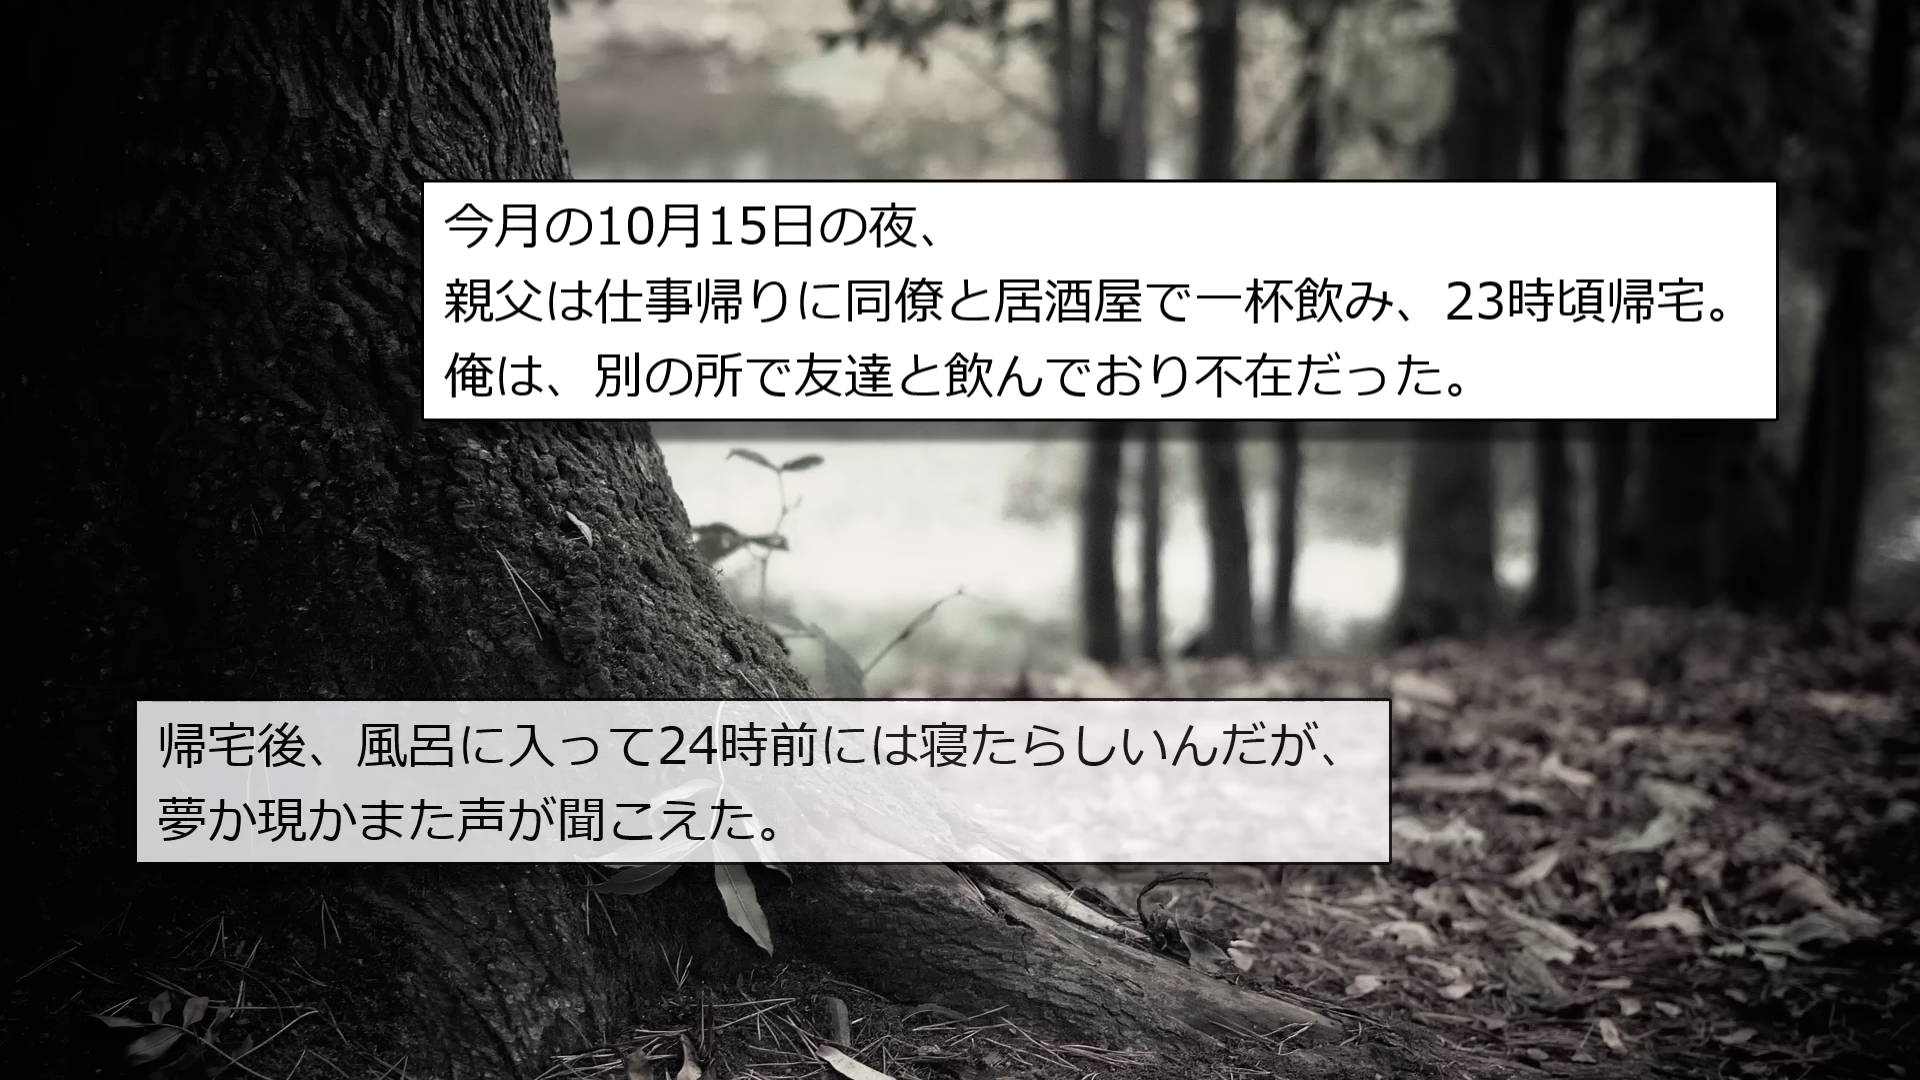 今月の10月15日の夜、
親父は仕事帰りに同僚と居酒屋で一杯飲み、23時頃帰宅。
俺は、別の所で友達と飲んでおり不在だった。
帰宅後、風呂に入って24時前には寝たらしいんだが、
夢か現かまた声が聞こえた。